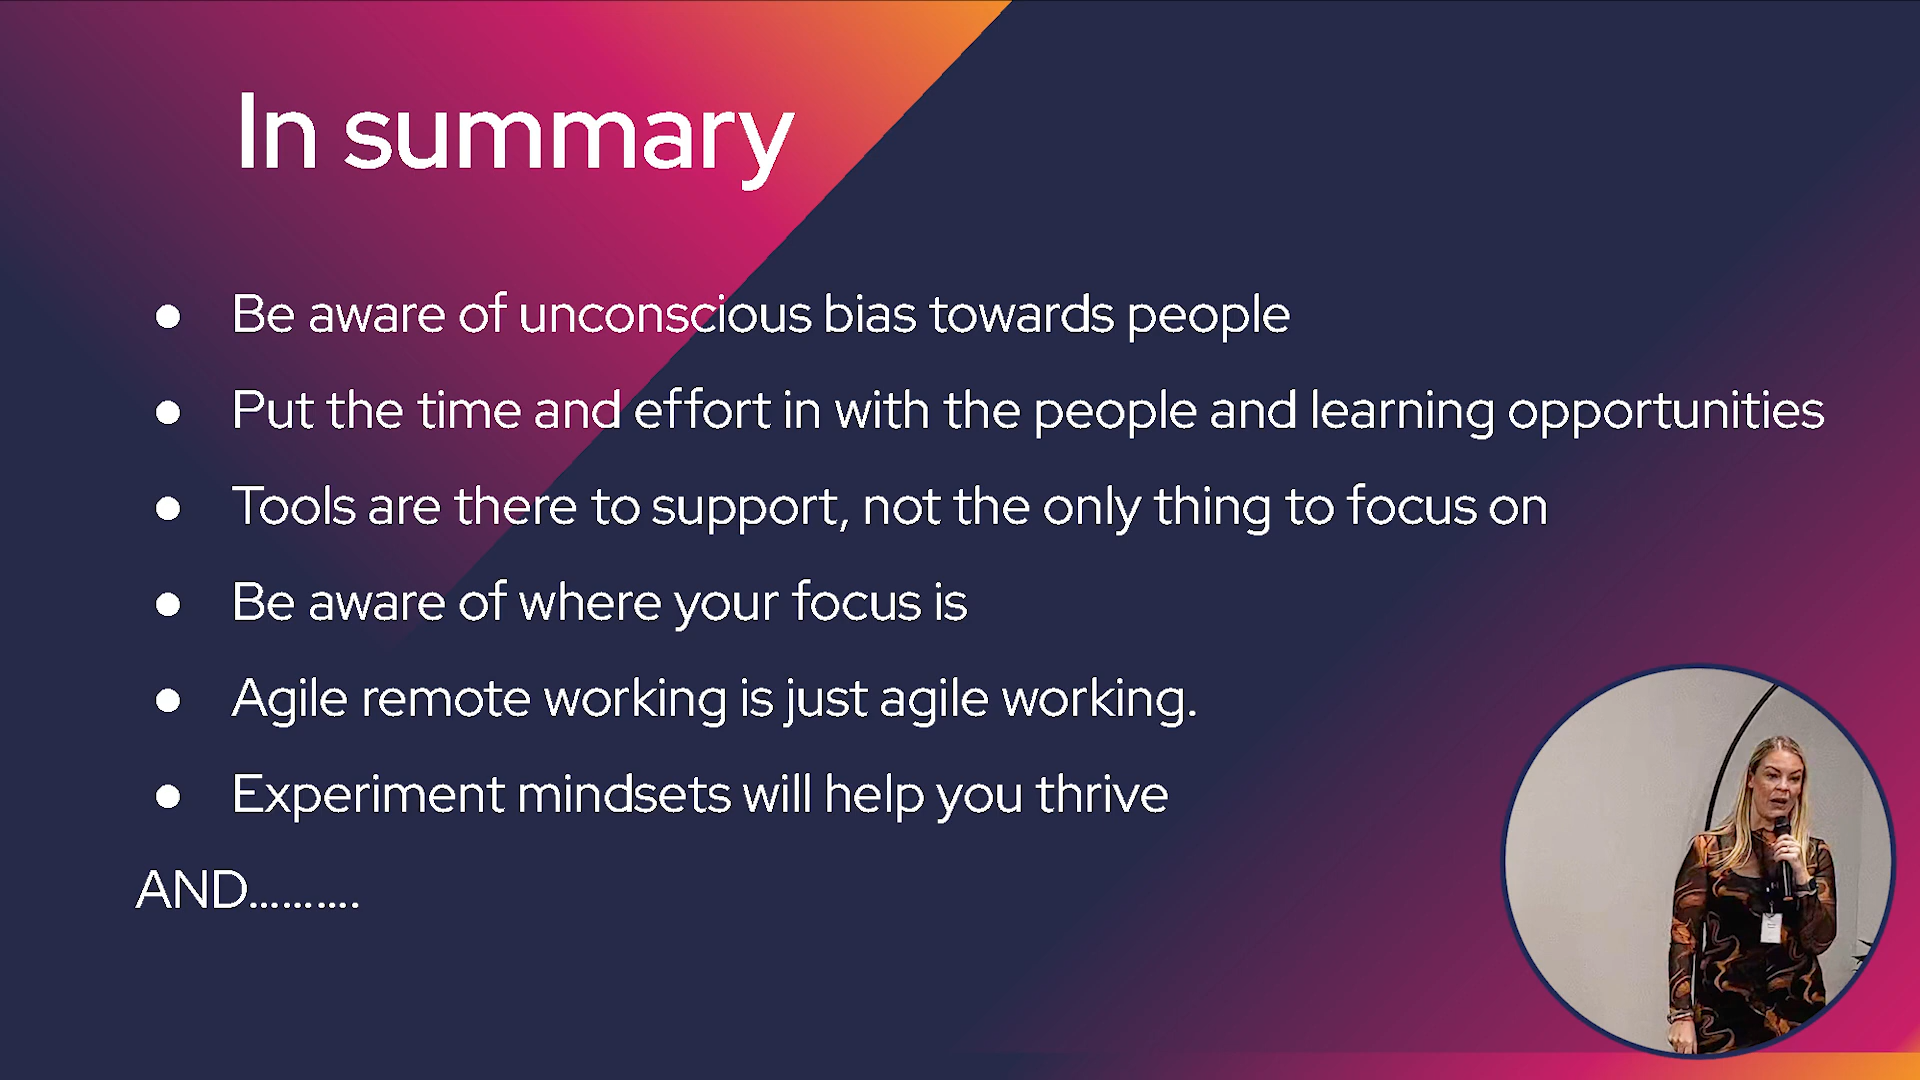 In summary
● Be aware of unconscious bias towards people
● Put the time and effort in with the people and learning opportunities
● Tools are there to support, not the only thing to focus on
● Be aware of where your focus is
● Agile remote working is just agile working.
● Experiment mindsets will help you thrive
AND..........